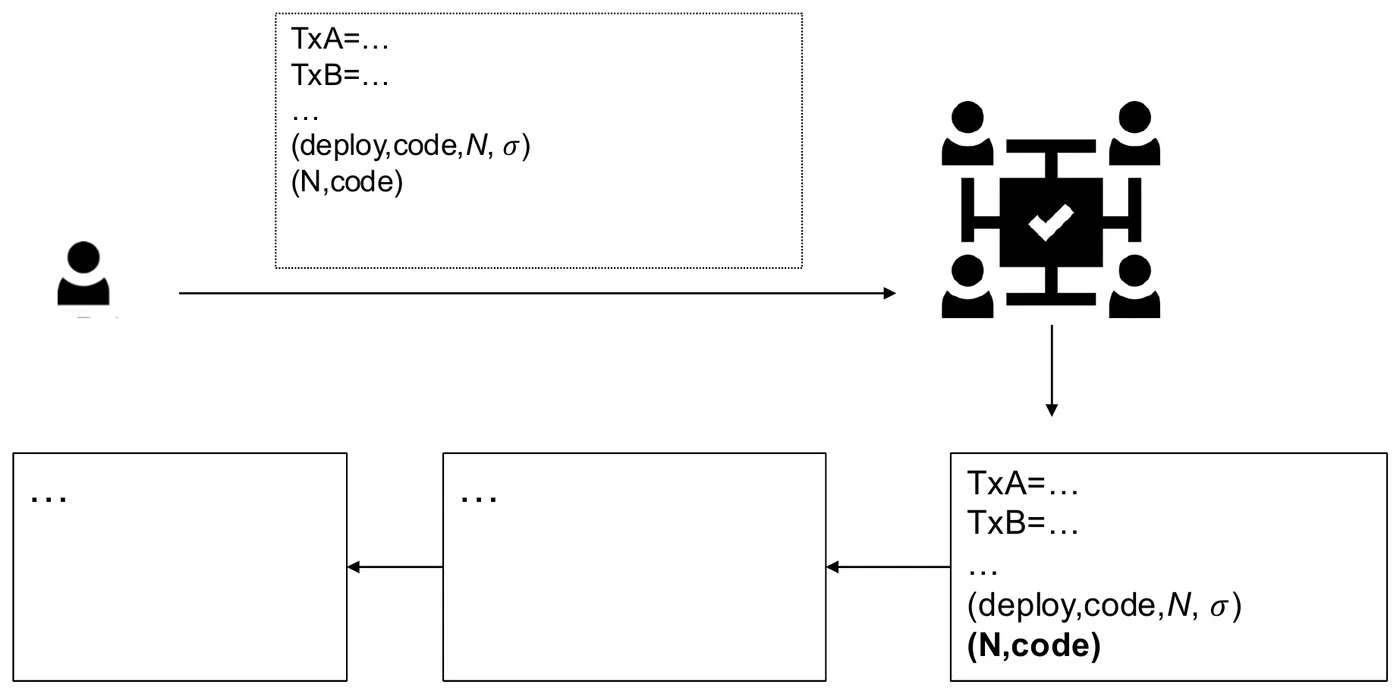 TxA=…
TxB=…
…
(deploy,code,N, σ)
(N,code)
…
…
TxA=…
TxB=…
…
(deploy,code,N, σ)
(N,code)